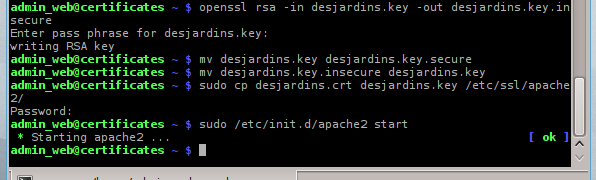 admin_web@certificates ~ $ openssl rsa -in desjardins.key -out desjardins.key.in
secure
Enter pass phrase for desjardins.key:
writing RSA key
admin_web@certificates ~ $ mv desjardins.key desjardins.key.secure
admin_web@certificates ~ $ mv desjardins.key.insecure desjardins.key
admin_web@certificates ~ $ sudo cp desjardins.crt desjardins.key /etc/ssl/apache
2/
Password:
admin_web@certificates ~ $ sudo /etc/init.d/apache2 start
* Starting apache2 ... [ ok ]
admin_web@certificates ~ $